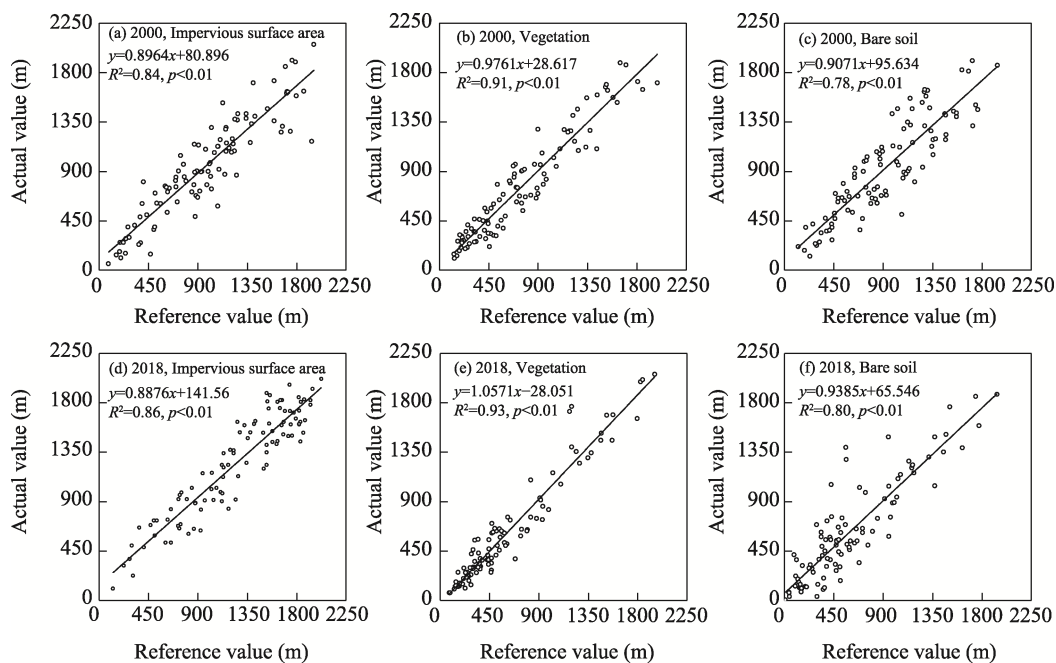 2250
1800
1350
900
450
0
Actual value (m)
(a) 2000, Impervious surface area
y=0.8964x+80.896
R²=0.84, p<0.01
0 450 900 1350 1800 2250
Reference value (m)
2250
1800
1350
900
450
0
Actual value (m)
(b) 2000, Vegetation
y=0.9761x+28.617
R²=0.91, p<0.01
0 450 900 1350 1800 2250
Reference value (m)
2250
1800
1350
900
450
0
Actual value (m)
(c) 2000, Bare soil
y=0.9071x+95.634
R²=0.78, p<0.01
0 450 900 1350 1800 2250
Reference value (m)
2250
1800
1350
900
450
0
Actual value (m)
(d) 2018, Impervious surface area
y=0.8876x+141.56
R²=0.86, p<0.01
0 450 900 1350 1800 2250
Reference value (m)
2250
1800
1350
900
450
0
Actual value (m)
(e) 2018, Vegetation
y=1.0571x−28.051
R²=0.93, p<0.01
0 450 900 1350 1800 2250
Reference value (m)
2250
1800
1350
900
450
0
Actual value (m)
(f) 2018, Bare soil
y=0.9385x+65.546
R²=0.80, p<0.01
0 450 900 1350 1800 2250
Reference value (m)